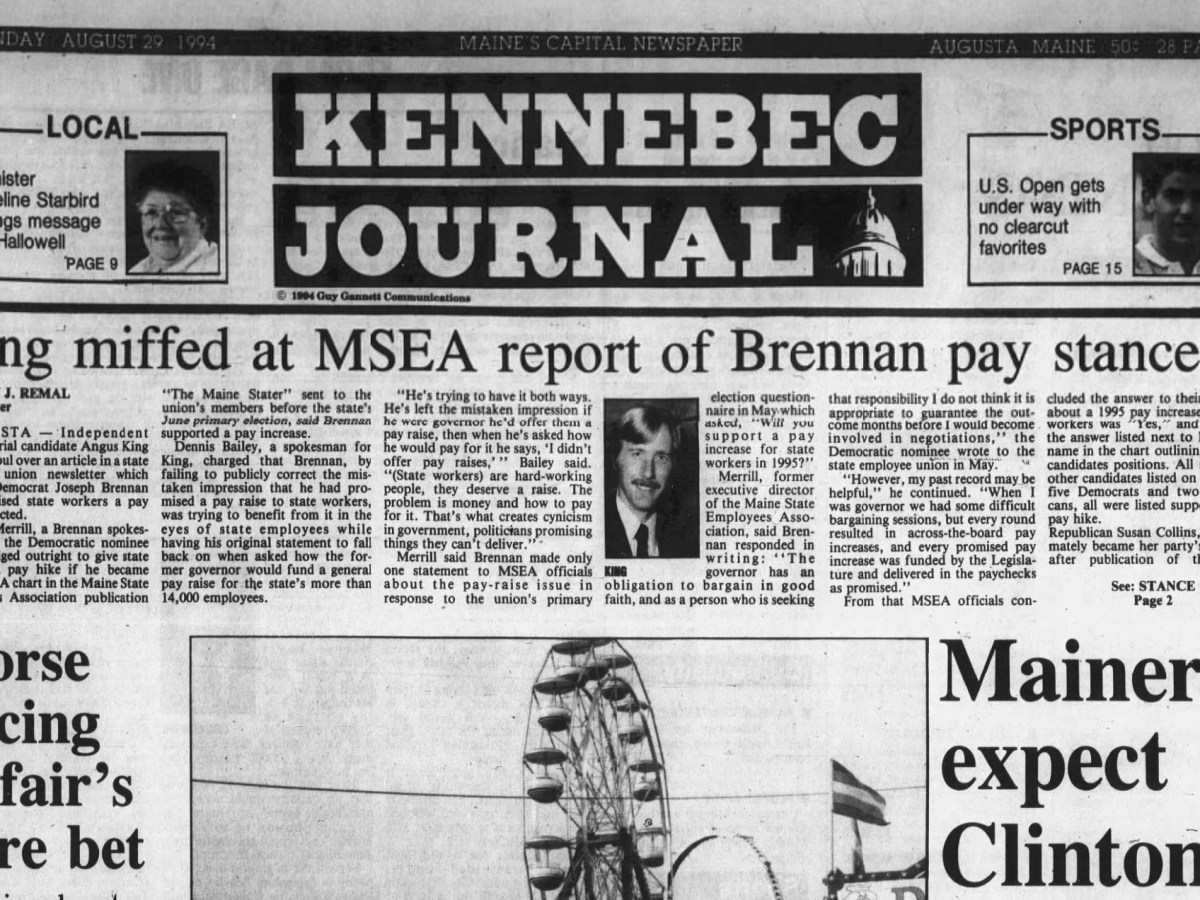 NDAY AUGUST 29 1994
MAINE'S CAPITAL NEWSPAPER
AUGUSTA MAINE 50¢ 28 PA
LOCAL
ister
eline Starbird
ngs message
Hallowell
PAGE 9
KENNEBEC
JOURNAL
© 1994 Guy Gannett Communications
SPORTS
U.S. Open gets
under way with
no clearcut
favorites
PAGE 15
ng miffed at MSEA report of Brennan pay stance
J. REMAL
er
STA — Independent
rial candidate Angus King
oul over an article in a state
union newsletter which
Democrat Joseph Brennan
ised state workers a pay
cted.
Merrill, a Brennan spokes-
the Democratic nominee
ged outright to give state
pay hike if he became
A chart in the Maine State
s Association publication
"The Maine Stater" sent to the
union's members before the state's
June primary election, said Brennan
supported a pay increase.
Dennis Bailey, a spokesman for
King, charged that Brennan, by
failing to publicly correct the mis-
taken impression that he had pro-
mised a pay raise to state workers,
was trying to benefit from it in the
eyes of state employees while
having his original statement to fall
back on when asked how the for-
mer governor would fund a general
pay raise for the state's more than
14,000 employees.
"He's trying to have it both ways.
He's left the mistaken impression if
he were governor he'd offer them a
pay raise, then when he's asked how
he would pay for it he says, 'I didn't
offer pay raises,' " Bailey said.
"(State workers) are hard-working
people, they deserve a raise. The
problem is money and how to pay
for it. That's what creates cynicism
in government, politicians promising
things they can't deliver."
Merrill said Brennan made only
one statement to MSEA officials
about the pay-raise issue in
response to the union's primary
KING
election question-
naire in May which
asked, "Will you
support a pay
increase for state
workers in 1995?"
Merrill, former
executive director
of the Maine State
Employees Asso-
ciation, said Bren-
nan responded in
writing: "The
governor has an
obligation to bargain in good
faith, and as a person who is seeking
that responsibility I do not think it is
appropriate to guarantee the out-
come months before I would become
involved in negotiations," the
Democratic nominee wrote to the
state employee union in May.
"However, my past record may be
helpful," he continued. "When I
was governor we had some difficult
bargaining sessions, but every round
resulted in across-the-board pay
increases, and every promised pay
increase was funded by the Legisla-
ture and delivered in the paychecks
as promised."
From that MSEA officials con-
cluded the answer to their
about a 1995 pay increase
workers was "Yes," and
the answer listed next to
name in the chart outlining
candidates positions. All
other candidates listed on
five Democrats and two
cans, all were listed supp
pay hike.
Republican Susan Collins,
mately became her party's
after publication of th
See: STANCE
Page 2
orse
cing
fair's
re bet
Mainer
expect
Clinton